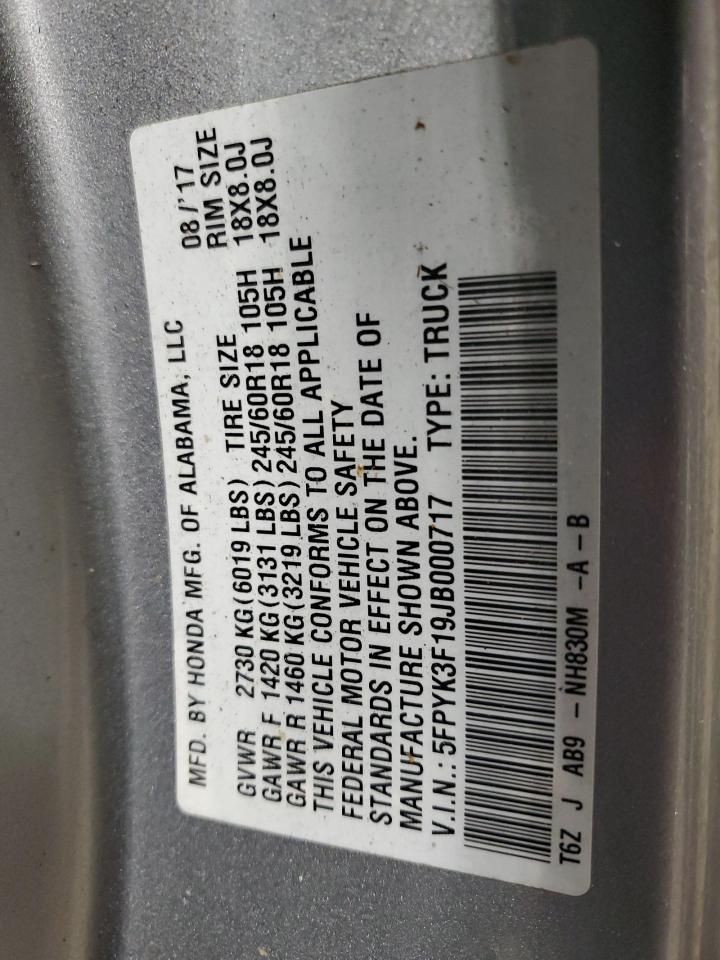 MFD. BY HONDA MFG. OF ALABAMA, LLC 08/'17
GVWR 2730 KG(6019 LBS) TIRE SIZE RIM SIZE
GAWR F 1420 KG(3131 LBS)245/60R18 105H 18X8.0J
GAWR R 1460 KG(3219 LBS)245/60R18 105H 18X8.0J
THIS VEHICLE CONFORMS TO ALL APPLICABLE
FEDERAL MOTOR VEHICLE SAFETY
STANDARDS IN EFFECT ON THE DATE OF
MANUFACTURE SHOWN ABOVE.
V.I.N.: 5FPYK3F19JB000717 TYPE: TRUCK
T6Z J AB9 -NH830M -A-B